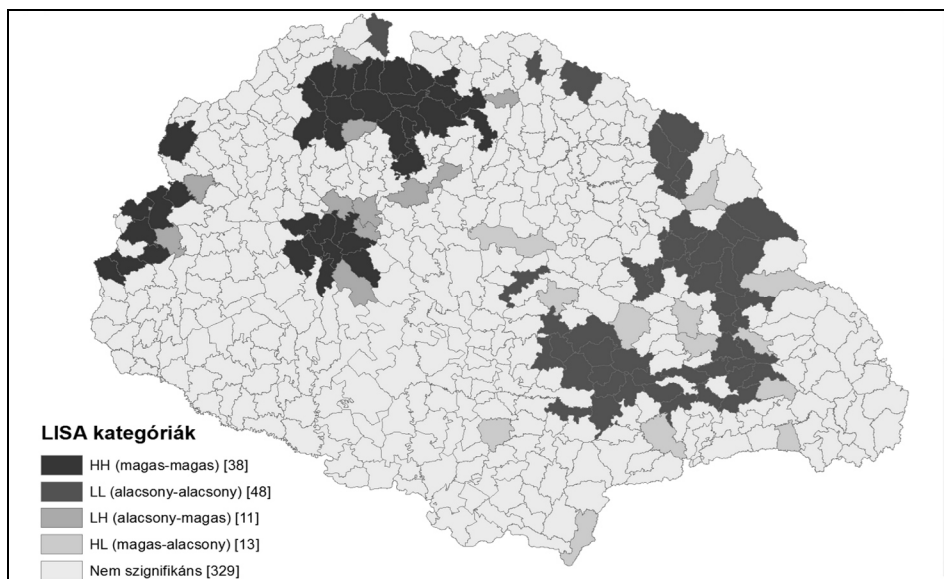 LISA kategóriák
HH (magas-magas) [38]
LL (alacsony-alacsony) [48]
LH (alacsony-magas) [11]
HL (magas-alacsony) [13]
Nem szignifikáns [329]